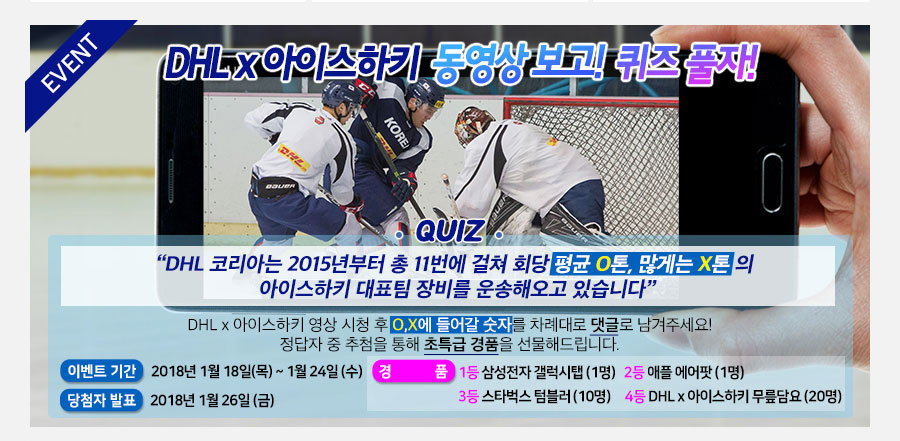 EVENT
DHL x 아이스하키 동영상 보고! 퀴즈 풀자!
KOREA
DHL
BAUER
QUIZ
“DHL 코리아는 2015년부터 총 11번에 걸쳐 회당 평균 O톤, 많게는 X톤의
아이스하키 대표팀 장비를 운송해오고 있습니다”
DHL x 아이스하키 영상 시청 후 O,X에 들어갈 숫자를 차례대로 댓글로 남겨주세요!
정답자 중 추첨을 통해 초특급 경품을 선물해드립니다.
이벤트 기간 2018년 1월 18일(목) ~ 1월 24일 (수)
당첨자 발표 2018년 1월 26일 (금)
경 품 1등 삼성전자 갤럭시탭 (1명) 2등 애플 에어팟 (1명)
3등 스타벅스 텀블러 (10명) 4등 DHL x 아이스하키 무릎담요 (20명)